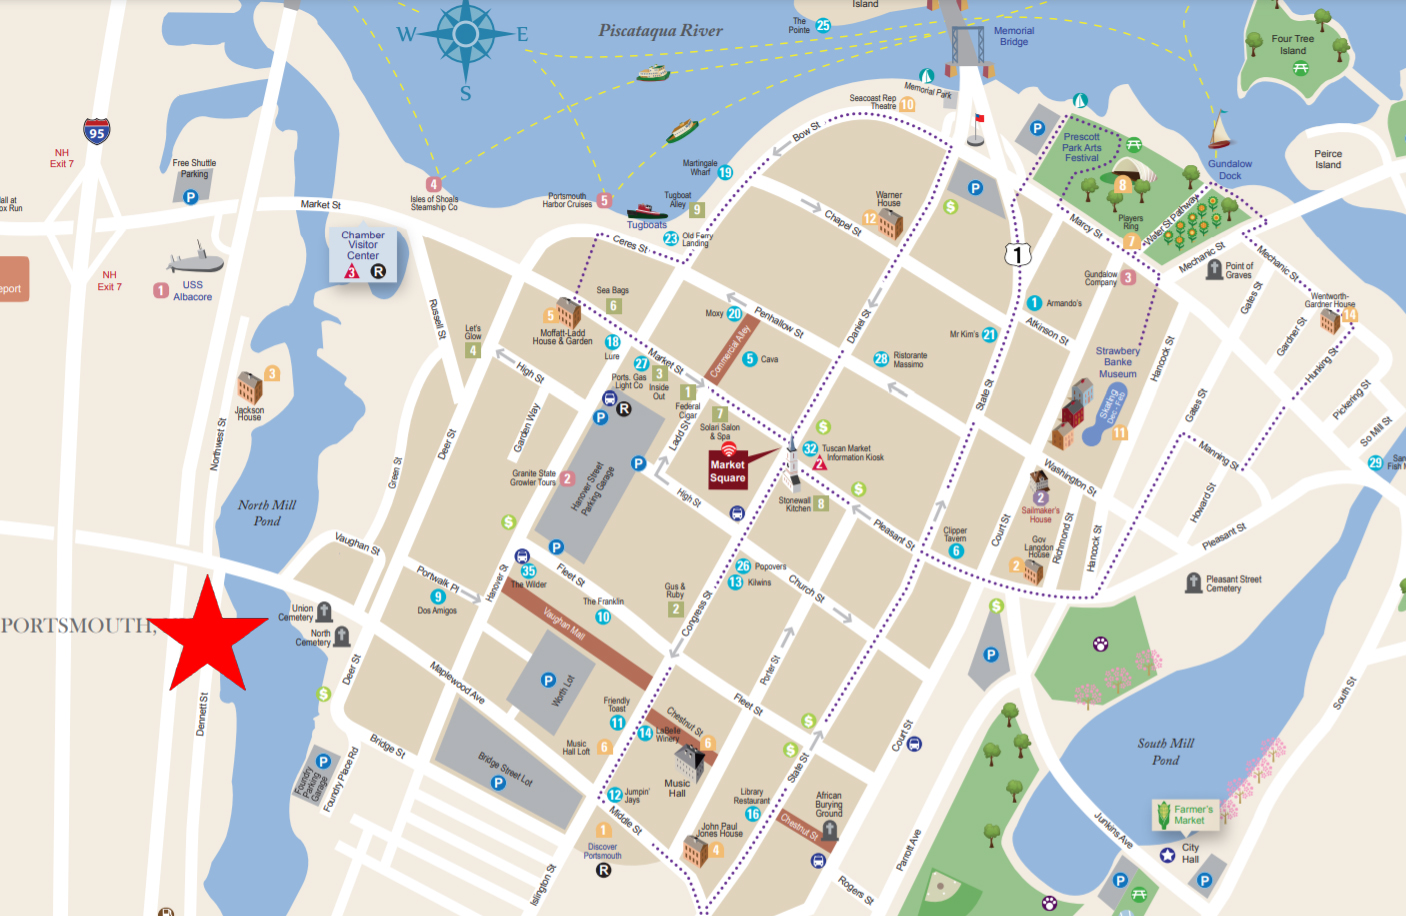 W
E
S
Piscataqua River
The
Pointe
25
Island
Memorial
Bridge
Four Tree
Island
95
NH
Exit 7
Free Shuttle
Parking
P
Market St
4
Isles of Shoals
Steamship Co
Portsmouth
Harbor Cruises
5
Tugboats
Martingale
Wharf
19
Tugboat
Alley
9
23
Old Ferry
Landing
Ceres St
Bow St
Seacoast Rep
Theatre
10
Memorial Park
P
P
$
Prescott
Park Arts
Festival
8
Players
Ring
7
Water St Pathway
Marcy St
Gundalow
Dock
Peirce
Island
Chamber
Visitor
Center
3
R
1
USS
Albacore
NH
Exit 7
eport
Warner
House
12
Chapel St
1
Mechanic St
Mechanic St
Point of
Graves
Gundalow
Company
3
Wentworth-
Gardner House
14
Gates St
Gardner St
Hunking St
Pickering St
So Mill St
29
Russell St
Let's
Glow
4
Sea Bags
6
5
Moffatt-Ladd
House & Garden
18
Lure
Moxy
20
Penhallow St
Commercial Alley
5
Cava
Daniel St
28
Ristorante
Massimo
Mr Kim's
21
1
Armando's
Atkinson St
Strawbery
Banke
Museum
Skating
Dec - Feb
11
Hancock St
Gates St
Manning St
Howard St
Pleasant St
Market St
27
Ports. Gas
Light Co
3
Inside
Out
1
Federal
Cigar
7
Solari Salon
& Spa
Market
Square
High St
R
P
P
Ladd St
High St
3
Jackson
House
Northwest St
Green St
Deer St
Garden Way
Granite State
Growler Tours
2
Hanover Street
Parking Garage
P
$
32
Tuscan Market
2
Information Kiosk
$
Stonewall
Kitchen
8
$
Pleasant St
State St
Clipper
Tavern
6
Court St
Washington St
2
Sailmaker's
House
Gov
Langdon
House
2
Richmond St
Hancock St
Pleasant Street
Cemetery
North Mill
Pond
Vaughan St
Portwalk Pl
9
Dos Amigos
Hanover St
35
The Wilder
Fleet St
The Franklin
10
Vaughan Mall
Gus &
Ruby
2
26
Popovers
13
Kilwins
Congress St
Church St
Porter St
PORTSMOUTH,
Union
Cemetery
North
Cemetery
Deer St
$
Maplewood Ave
P
Worth Lot
Friendly
Toast
11
Music
Hall Loft
6
14
LaBelle
Winery
Chestnut St
6
Music
Hall
Fleet St
$
$
State St
Court St
$
P
South Mill
Pond
South St
Dennett St
Bridge St
Bridge Street Lot
P
P
Foundry
Parking
Garage
Foundry Place Rd
12
Jumpin'
Jays
Middle St
1
Discover
Portsmouth
R
Islington St
John Paul
Jones House
4
Library
Restaurant
16
African
Burying
Ground
Chestnut St
Rogers St
Parrott Ave
Junkins Ave
Farmer's
Market
City
Hall
P
P